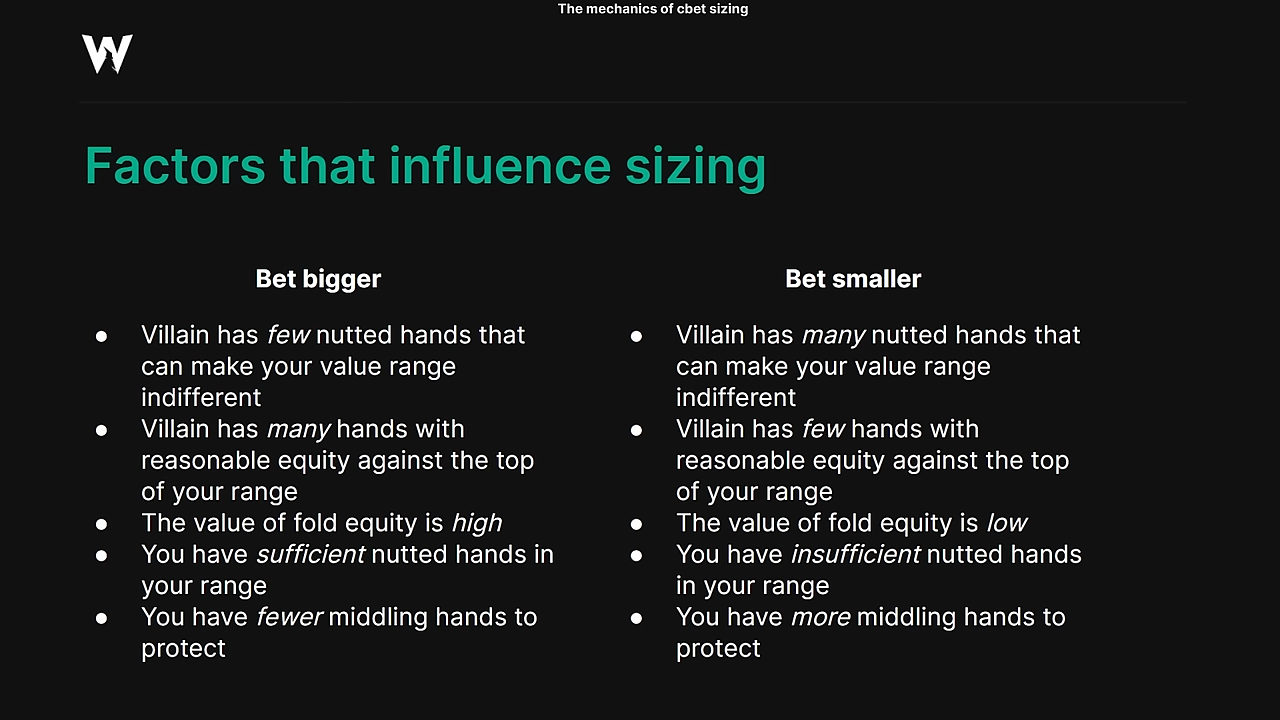 The mechanics of cbet sizing
W
Factors that influence sizing
Bet bigger
● Villain has few nutted hands that
can make your value range
indifferent
● Villain has many hands with
reasonable equity against the top
of your range
● The value of fold equity is high
● You have sufficient nutted hands in
your range
● You have fewer middling hands to
protect
Bet smaller
● Villain has many nutted hands that
can make your value range
indifferent
● Villain has few hands with
reasonable equity against the top
of your range
● The value of fold equity is low
● You have insufficient nutted hands
in your range
● You have more middling hands to
protect